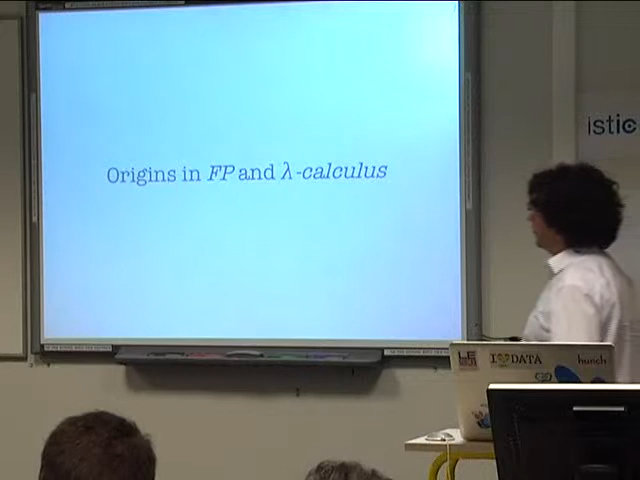 Origins in FP and λ-calculus
istic
I DATA
hunch